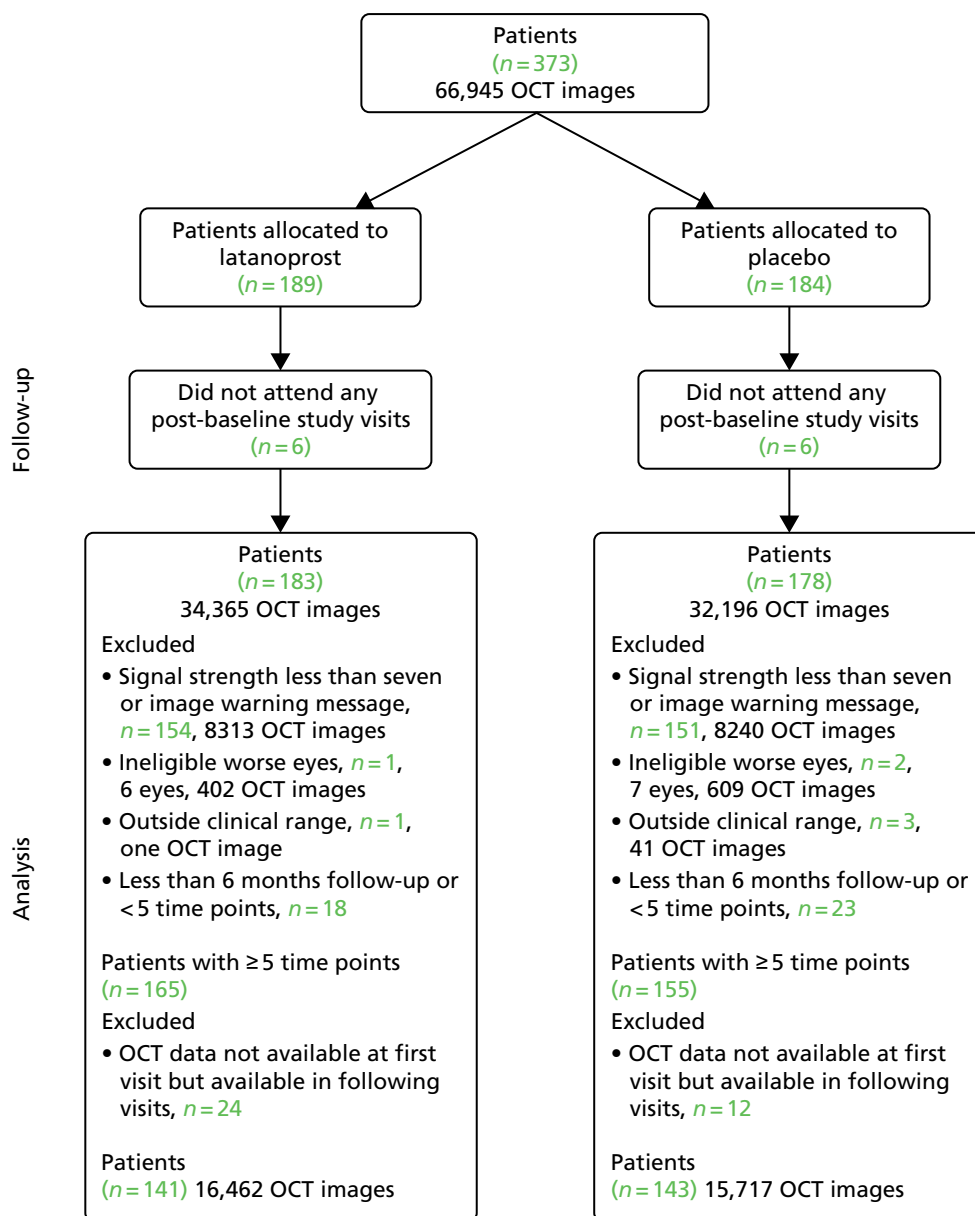 Patients
(n=373)
66,945 OCT images
Patients allocated to
latanoprost
(n=189)
Patients allocated to
placebo
(n=184)
Follow-up
Did not attend any
post-baseline study visits
(n=6)
Did not attend any
post-baseline study visits
(n=6)
Analysis
Patients
(n=183)
34,365 OCT images
Excluded
• Signal strength less than seven
or image warning message,
n=154, 8313 OCT images
• Ineligible worse eyes, n=1,
6 eyes, 402 OCT images
• Outside clinical range, n=1,
one OCT image
• Less than 6 months follow-up or
<5 time points, n=18
Patients with ≥5 time points
(n=165)
Excluded
• OCT data not available at first
visit but available in following
visits, n=24
Patients
(n=141) 16,462 OCT images
Patients
(n=178)
32,196 OCT images
Excluded
• Signal strength less than seven
or image warning message,
n=151, 8240 OCT images
• Ineligible worse eyes, n=2,
7 eyes, 609 OCT images
• Outside clinical range, n=3,
41 OCT images
• Less than 6 months follow-up or
<5 time points, n=23
Patients with ≥5 time points
(n=155)
Excluded
• OCT data not available at first
visit but available in following
visits, n=12
Patients
(n=143) 15,717 OCT images